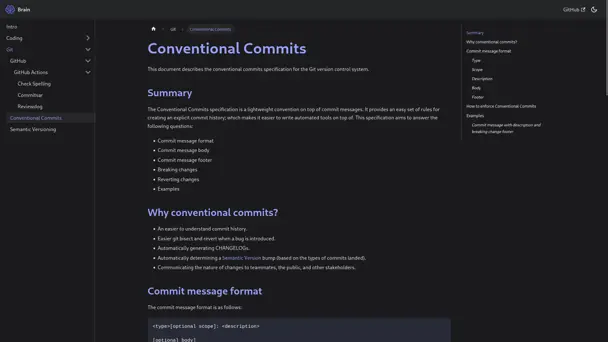 Brain
GitHub
Intro
Coding
Git
GitHub
GitHub Actions
Check Spelling
Commitsar
Reviewdog
Conventional Commits
Semantic Versioning
Git
Conventional Commits
Conventional Commits
This document describes the conventional commits specification for the Git version control system.
Summary
The Conventional Commits specification is a lightweight convention on top of commit messages. It provides an easy set of rules for
creating an explicit commit history; which makes it easier to write automated tools on top of. This specification aims to answer the
following questions:
• Commit message format
• Commit message body
• Commit message footer
• Breaking changes
• Reverting changes
• Examples
Why conventional commits?
• An easier to understand commit history.
• Easier git bisect and revert when a bug is introduced.
• Automatically generating CHANGELOGs.
• Automatically determining a Semantic Version bump (based on the types of commits landed).
• Communicating the nature of changes to teammates, the public, and other stakeholders.
Commit message format
The commit message format is as follows:
<type>[optional scope]: <description>
[optional body]
Summary
Why conventional commits?
Commit message format
Type
Scope
Description
Body
Footer
How to enforce Conventional Commits
Examples
Commit message with description and
breaking change footer